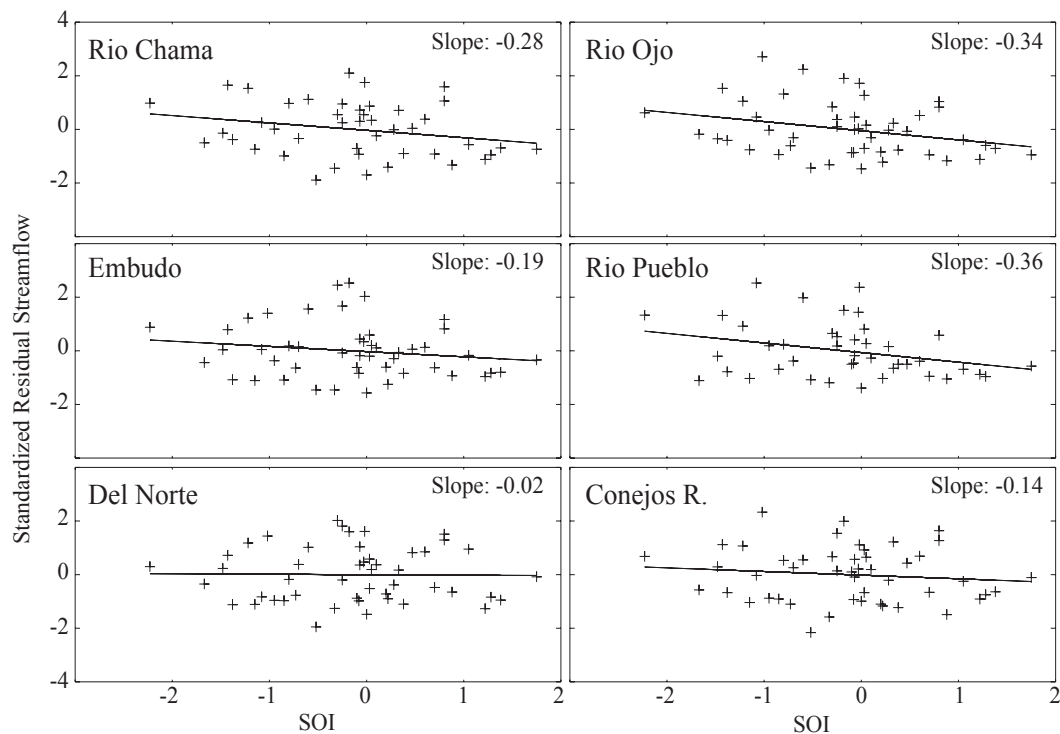 4
Rio Chama
Slope: -0.28
Rio Ojo
Slope: -0.34
2
0
-2
Embudo
Slope: -0.19
Rio Pueblo
Slope: -0.36
2
0
-2
Del Norte
Slope: -0.02
Conejos R.
Slope: -0.14
2
0
-2
-4
-2
-1
0
1
2
-2
-1
0
1
2
SOI
SOI
Standardized Residual Streamflow